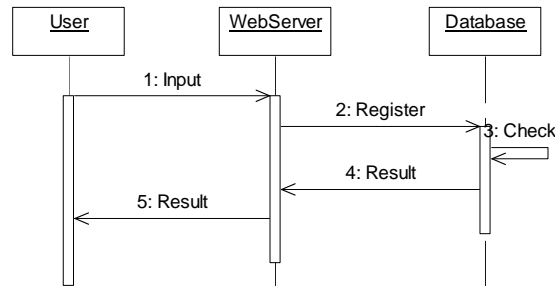 User
WebServer
Database
1: Input
2: Register
3: Check
4: Result
5: Result